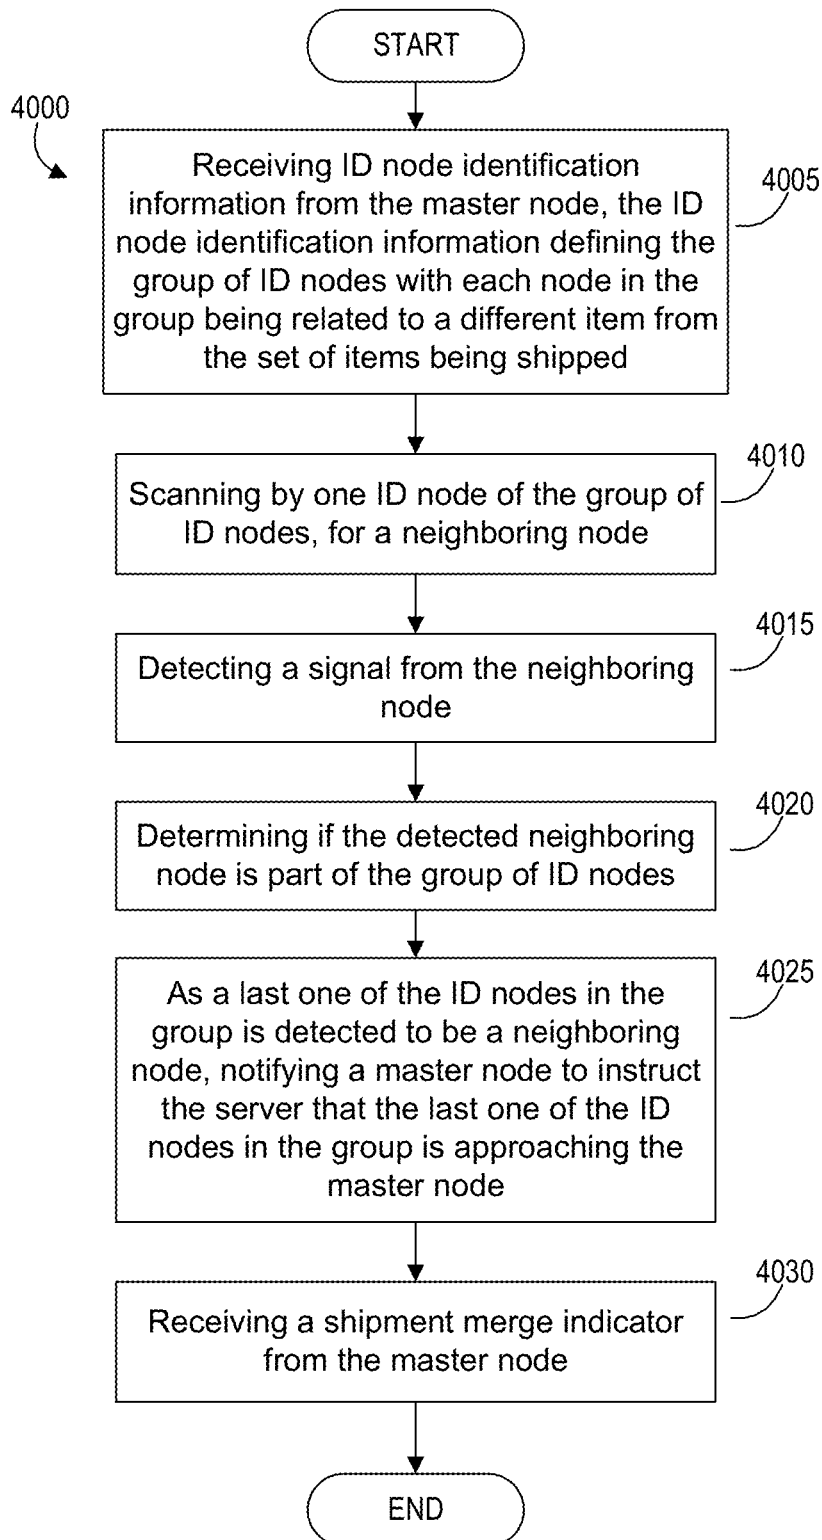 START
4000
Receiving ID node identification
information from the master node, the ID
node identification information defining the
group of ID nodes with each node in the
group being related to a different item from
the set of items being shipped
4005
Scanning by one ID node of the group of
ID nodes, for a neighboring node
4010
Detecting a signal from the neighboring
node
4015
Determining if the detected neighboring
node is part of the group of ID nodes
4020
As a last one of the ID nodes in the
group is detected to be a neighboring
node, notifying a master node to instruct
the server that the last one of the ID
nodes in the group is approaching the
master node
4025
Receiving a shipment merge indicator
from the master node
4030
END